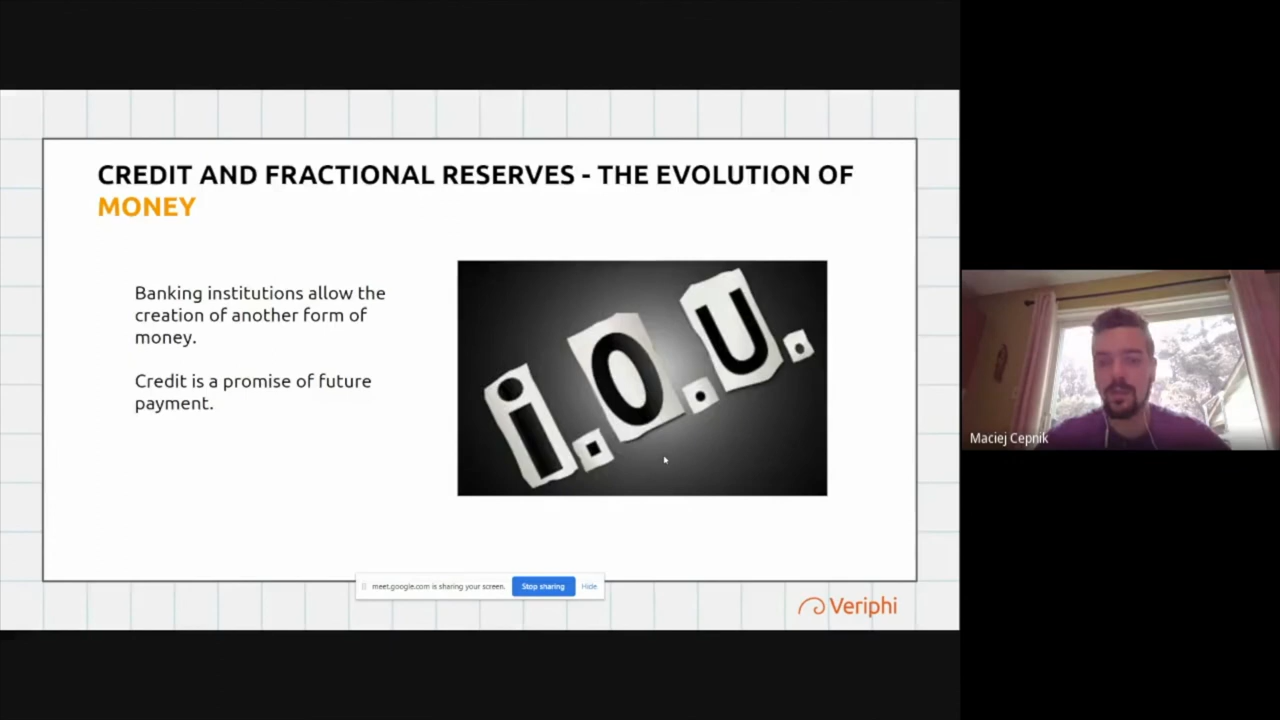 CREDIT AND FRACTIONAL RESERVES - THE EVOLUTION OF
MONEY
Banking institutions allow the
creation of another form of
money.
Credit is a promise of future
payment.
i.O.U.
meet.google.com is sharing your screen. Stop sharing Hide
Veriphi
Maciej Cepnik